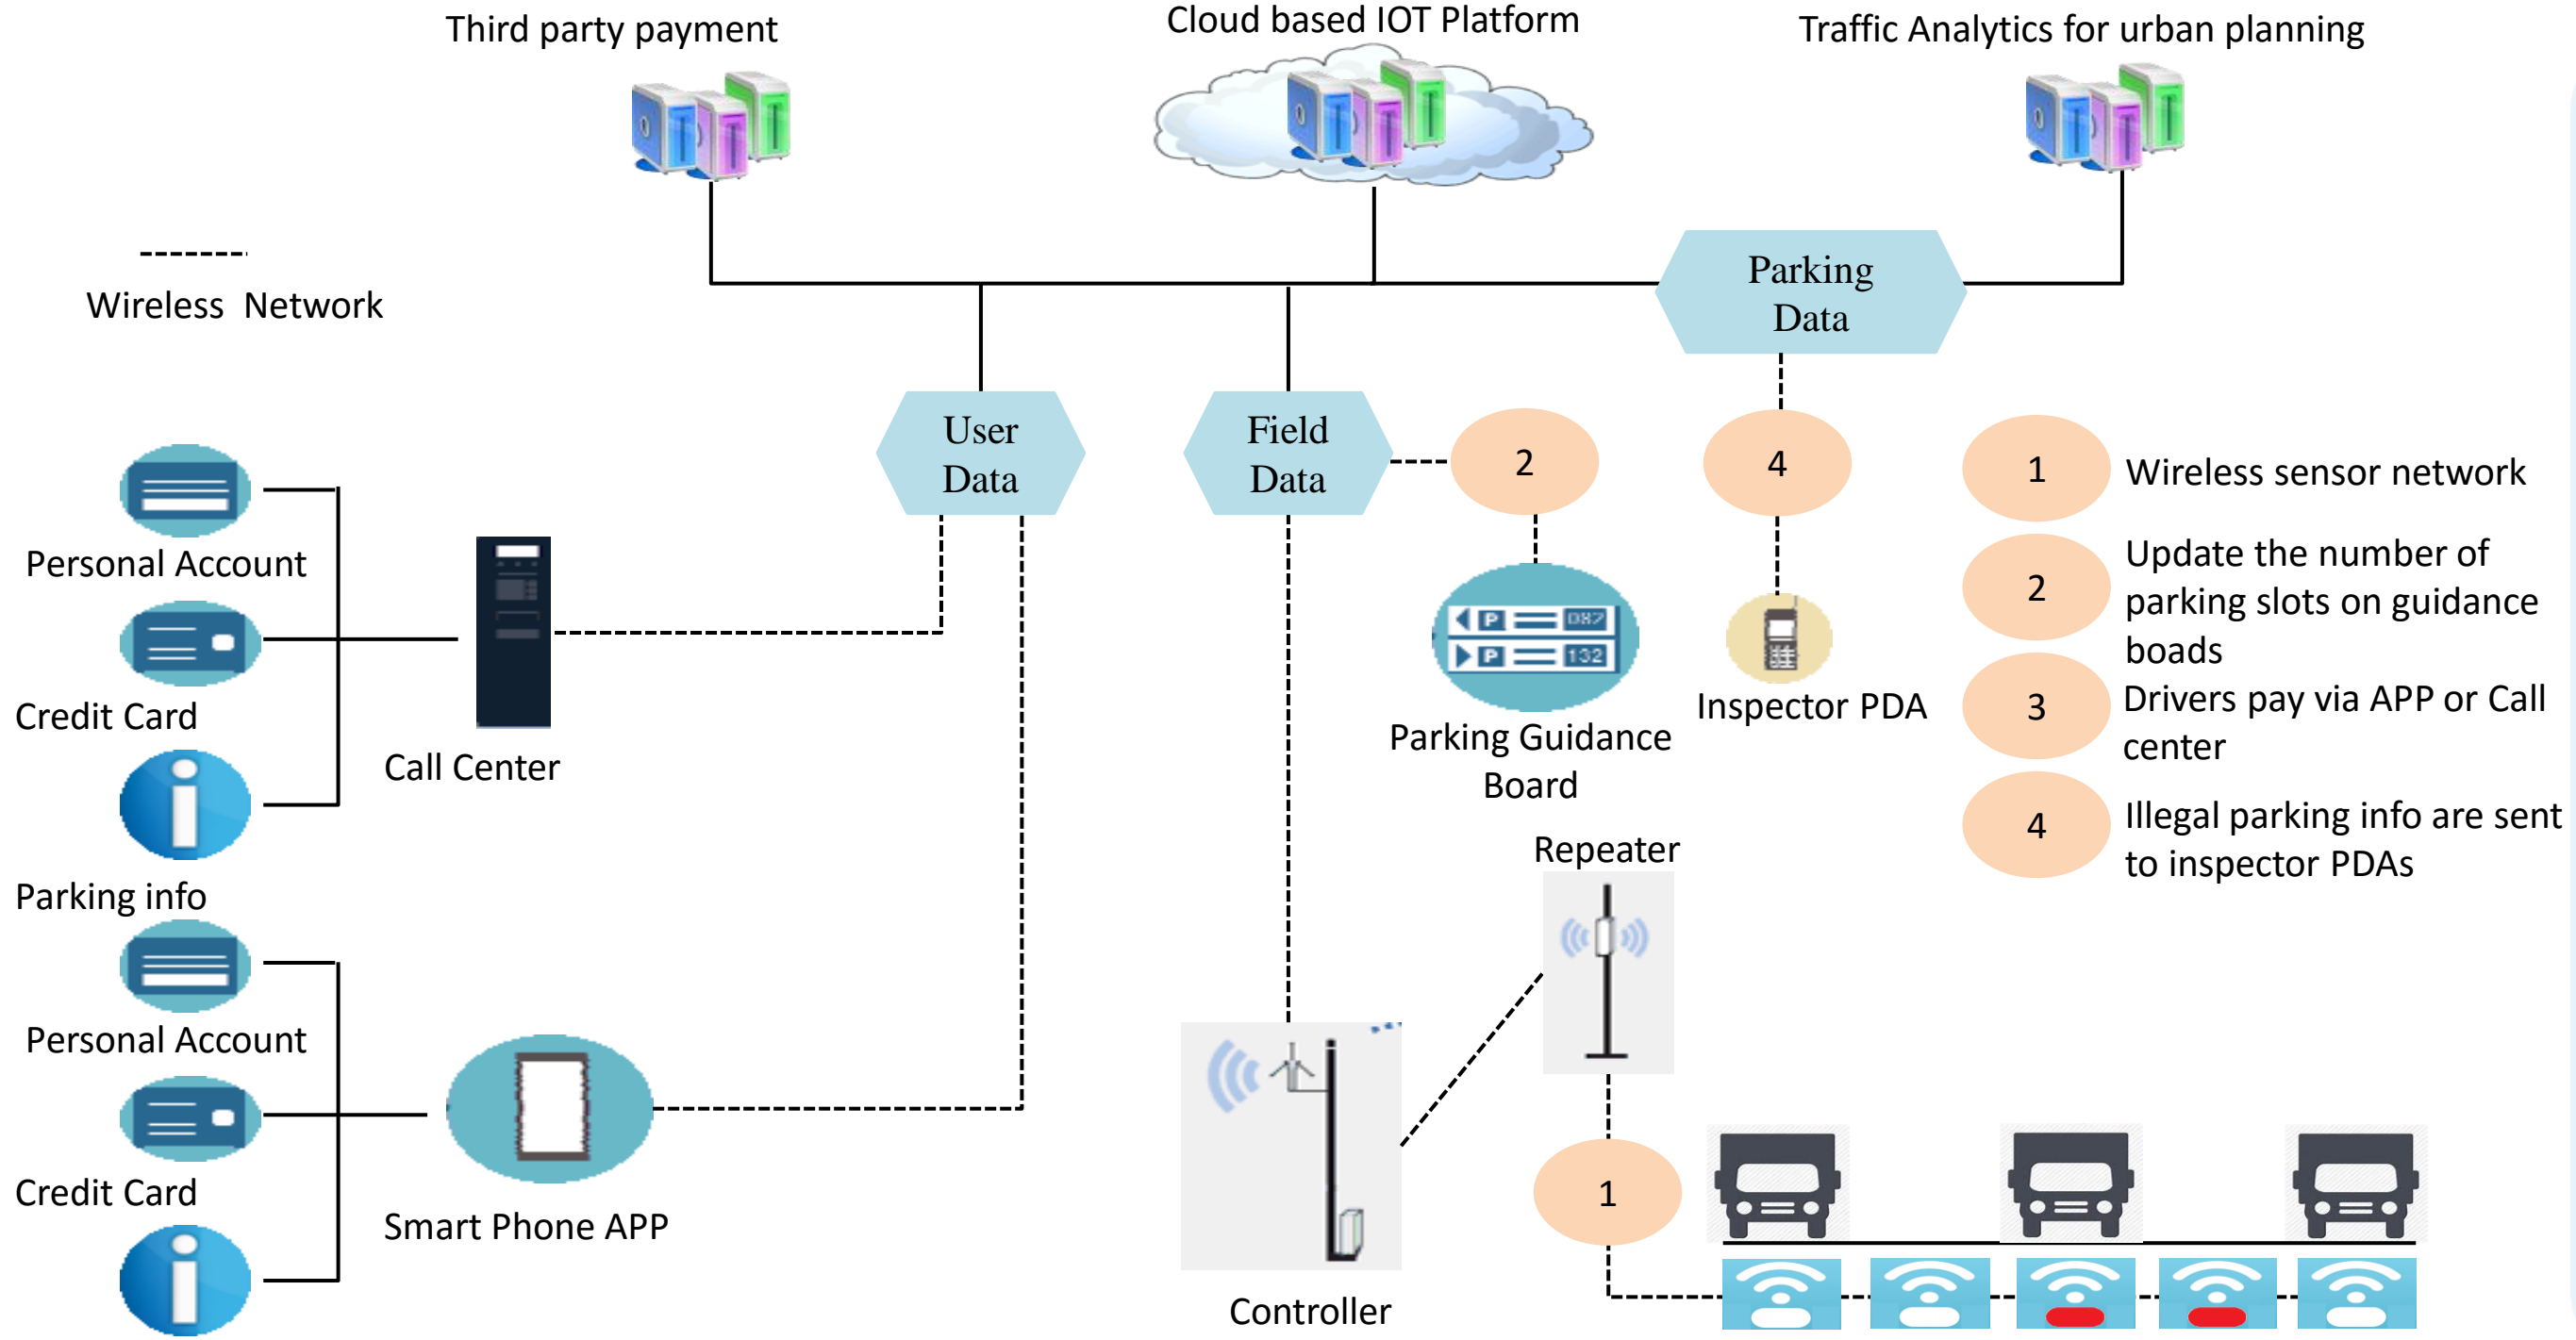 Third party payment
Cloud based IOT Platform
Traffic Analytics for urban planning
Wireless Network
Parking
Data
User
Data
Field
Data
2
4
1
Wireless sensor network
2
Update the number of
parking slots on guidance
boads
3
Drivers pay via APP or Call
center
4
Illegal parking info are sent
to inspector PDAs
Personal Account
Credit Card
Parking info
Call Center
P 087
P 132
Parking Guidance
Board
Inspector PDA
Repeater
Personal Account
Credit Card
Smart Phone APP
Controller
1